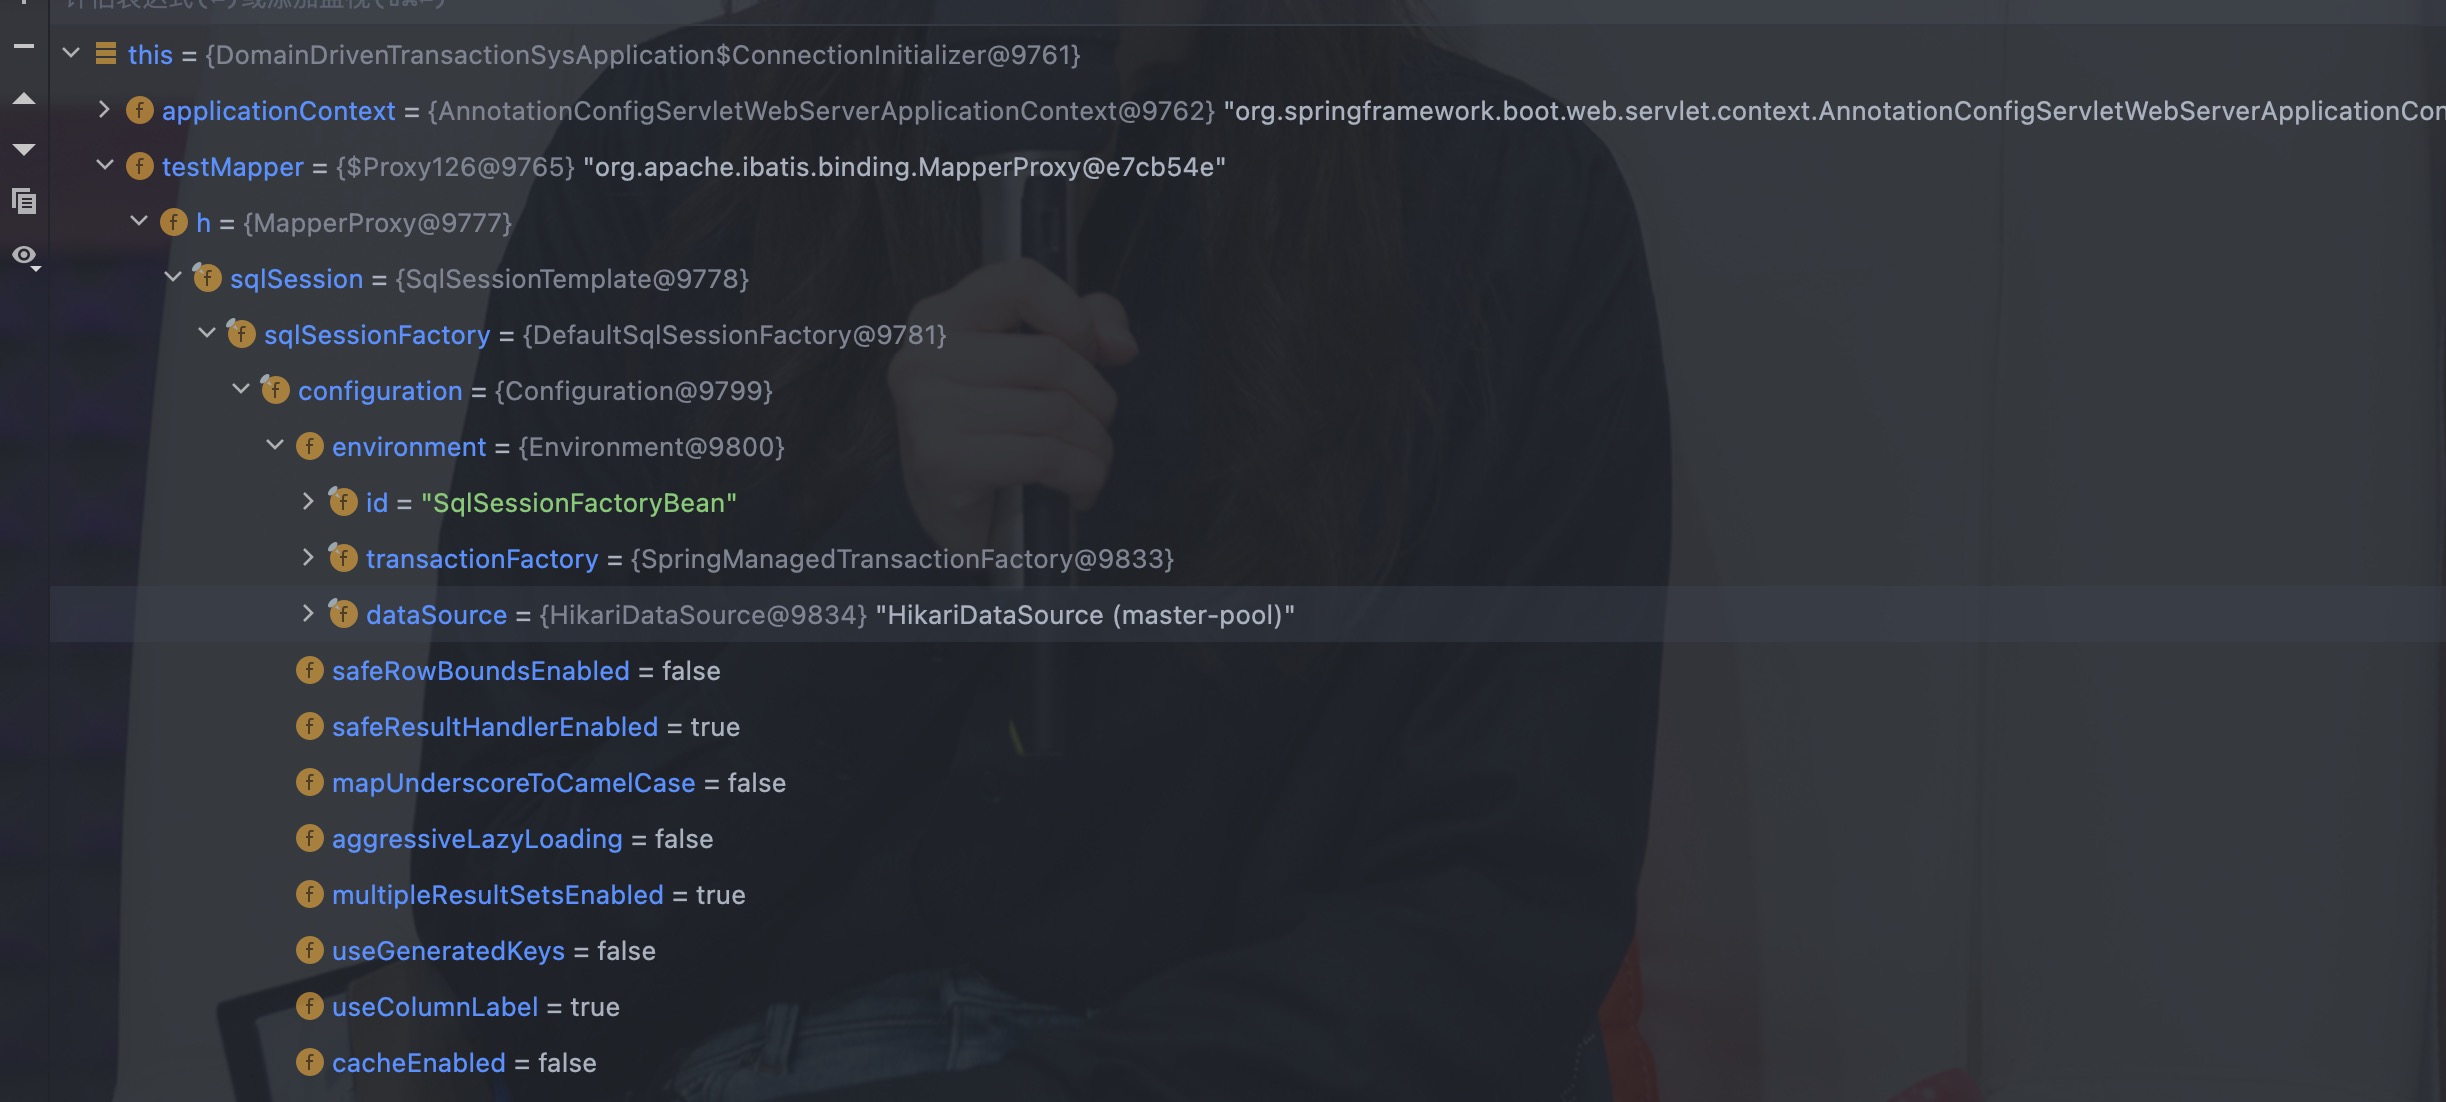 this = {DomainDrivenTransactionSysApplication$ConnectionInitializer@9761}
applicationContext = {AnnotationConfigServletWebServerApplicationContext@9762} "org.springframework.boot.web.servlet.context.AnnotationConfigServletWebServerApplicationCon
testMapper = {$Proxy126@9765} "org.apache.ibatis.binding.MapperProxy@e7cb54e"
h = {MapperProxy@9777}
sqlSession = {SqlSessionTemplate@9778}
sqlSessionFactory = {DefaultSqlSessionFactory@9781}
configuration = {Configuration@9799}
environment = {Environment@9800}
id = "SqlSessionFactoryBean"
transactionFactory = {SpringManagedTransactionFactory@9833}
dataSource = {HikariDataSource@9834} "HikariDataSource (master-pool)"
safeRowBoundsEnabled = false
safeResultHandlerEnabled = true
mapUnderscoreToCamelCase = false
aggressiveLazyLoading = false
multipleResultSetsEnabled = true
useGeneratedKeys = false
useColumnLabel = true
cacheEnabled = false